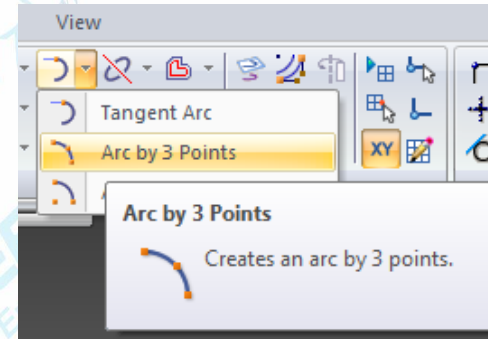 View
Tangent Arc
Arc by 3 Points
Arc by 3 Points
Creates an arc by 3 points.
XY